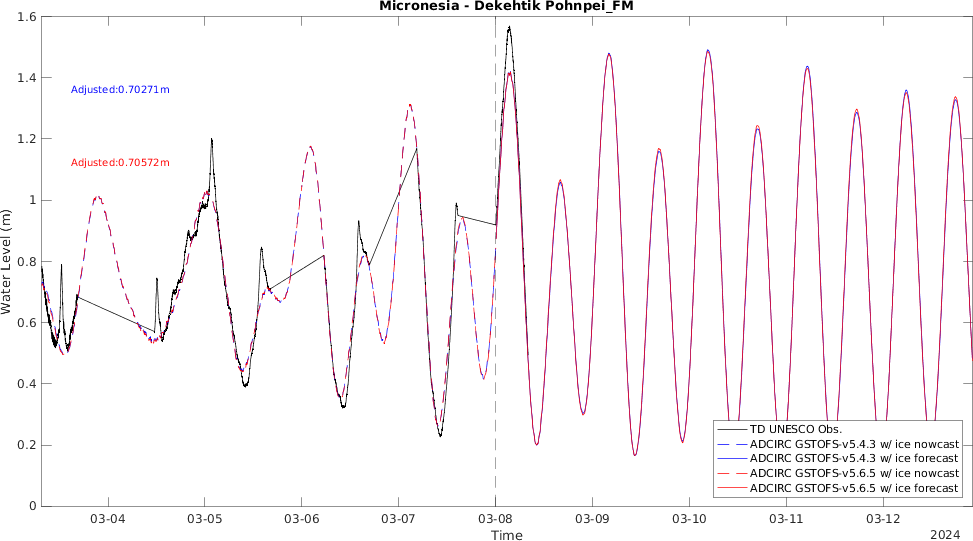 Micronesia - Dekehtik Pohnpei_FM
1.6
1.4
1.2
1
0.8
0.6
0.4
0.2
0
Water Level (m)
Adjusted:0.70271m
Adjusted:0.70572m
TD UNESCO Obs.
ADCIRC GSTOFS-v5.4.3 w/ ice nowcast
ADCIRC GSTOFS-v5.4.3 w/ ice forecast
ADCIRC GSTOFS-v5.6.5 w/ ice nowcast
ADCIRC GSTOFS-v5.6.5 w/ ice forecast
03-04 03-05 03-06 03-07 03-08 03-09 03-10 03-11 03-12
Time
2024